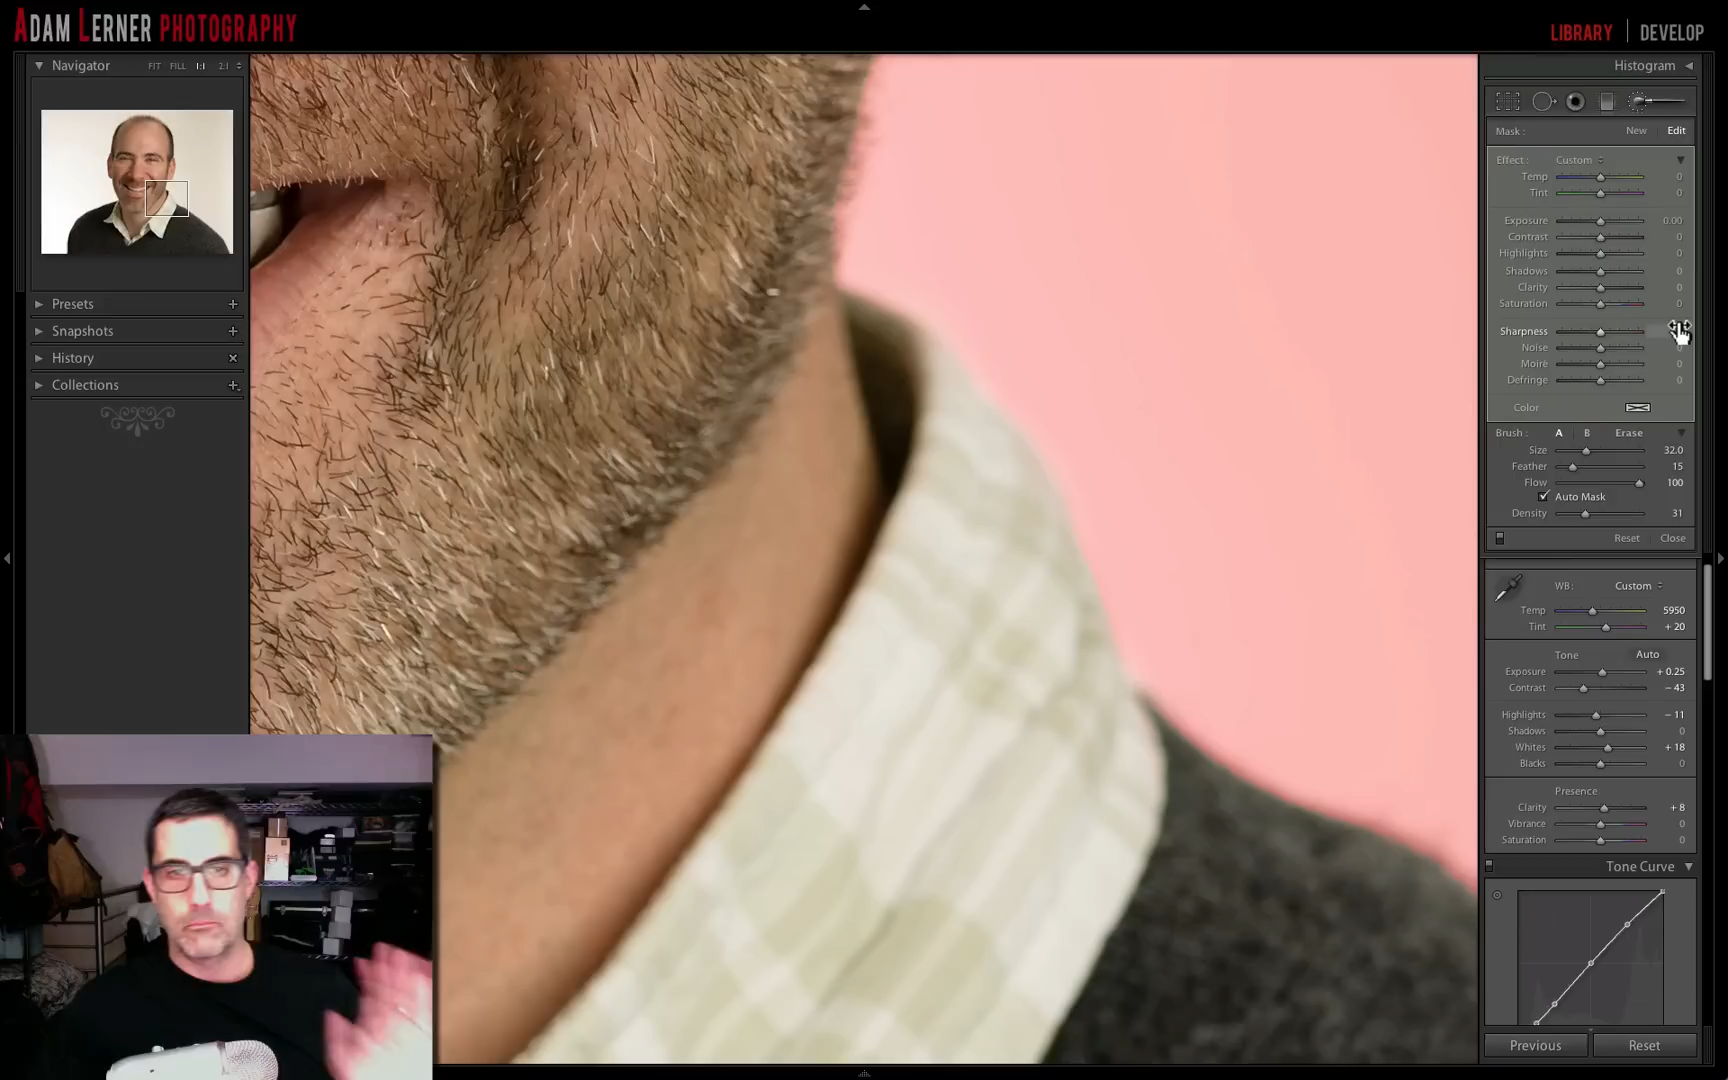 ADAM LERNER PHOTOGRAPHY
LIBRARY | DEVELOP
Navigator FIT FILL 1:1 2:1
Presets
Snapshots
History
Collections
Histogram
Mask : New Edit
Effect : Custom
Temp 0
Tint 0
Exposure 0.00
Contrast 0
Highlights 0
Shadows 0
Clarity 0
Saturation 0
Sharpness
Noise 0
Moiré 0
Defringe 0
Color
Brush : A B Erase
Size 32.0
Feather 15
Flow 100
Auto Mask
Density 31
Reset Close
WB: Custom
Temp 5950
Tint + 20
Tone Auto
Exposure + 0.25
Contrast − 43
Highlights − 11
Shadows 0
Whites + 18
Blacks 0
Presence
Clarity + 8
Vibrance 0
Saturation 0
Tone Curve
Previous Reset